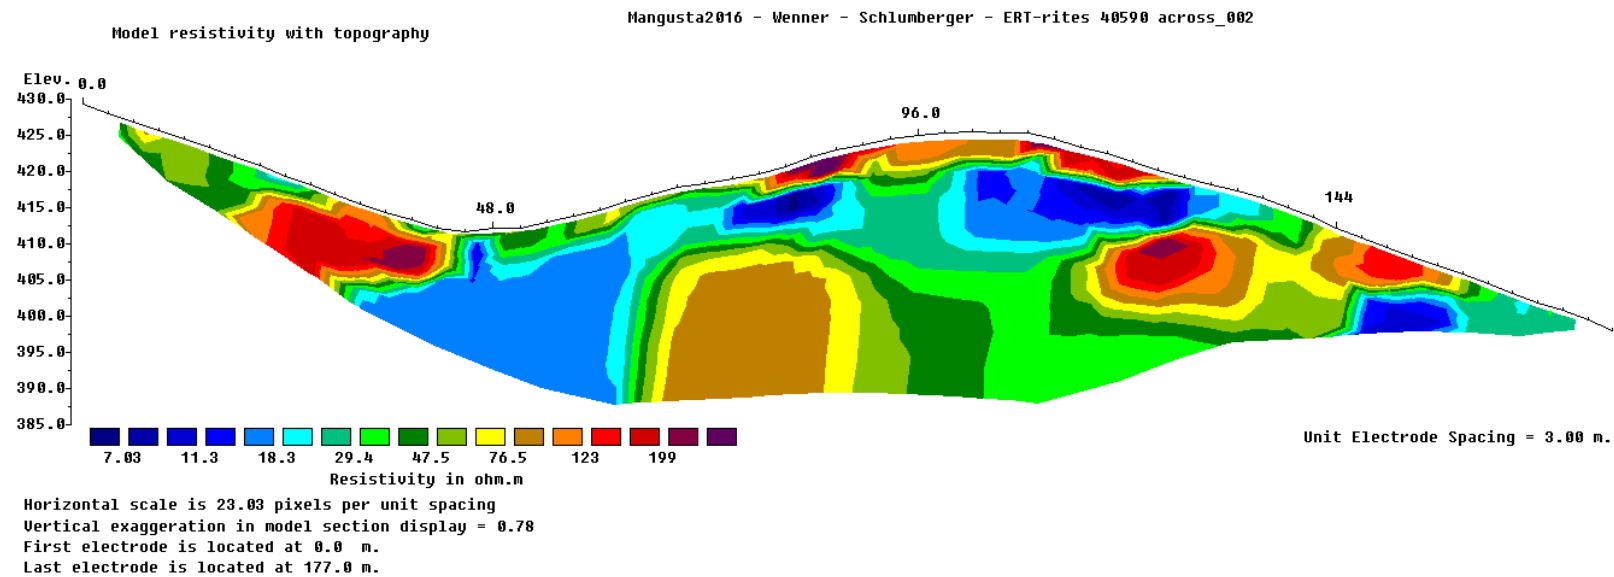 Mangusta2016 - Wenner - Schlumberger - ERT-rites 40590 across_002
Model resistivity with topography
Elev. 0.0
430.0
96.0
425.0
420.0
144
415.0
48.0
410.0
405.0
400.0
395.0
390.0
385.0
Unit Electrode Spacing = 3.00 m.
7.03 11.3 18.3 29.4 47.5 76.5 123 199
Resistivity in ohm.m
Horizontal scale is 23.03 pixels per unit spacing
Vertical exaggeration in model section display = 0.78
First electrode is located at 0.0 m.
Last electrode is located at 177.0 m.